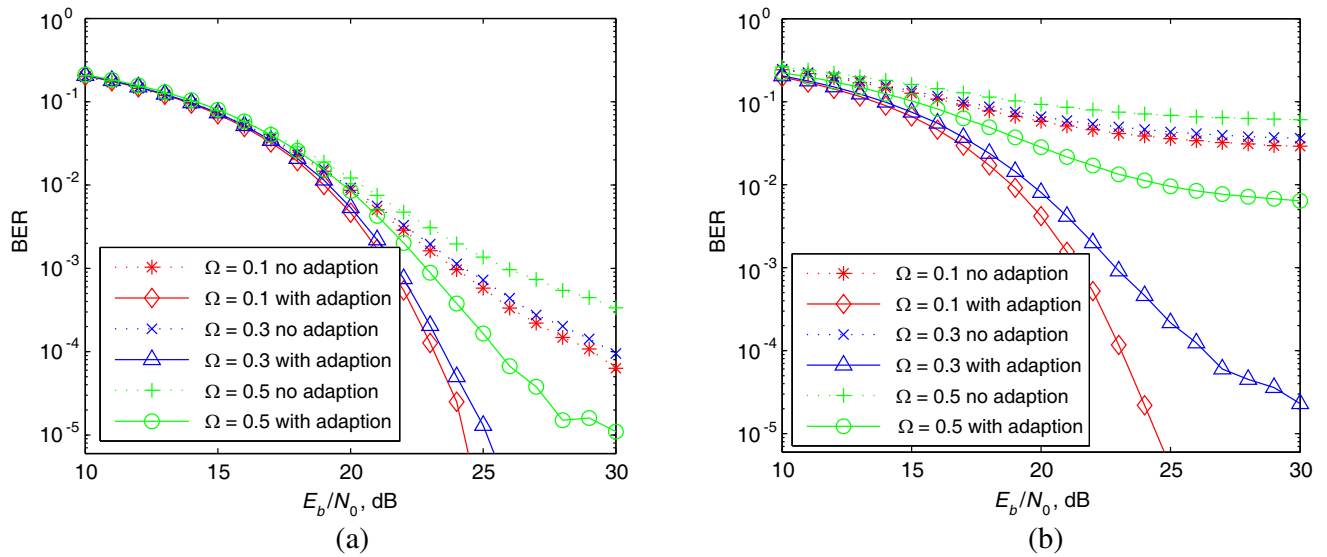 10^0
10^-1
10^-2
10^-3
10^-4
10^-5
BER
Ω = 0.1 no adaption
Ω = 0.1 with adaption
Ω = 0.3 no adaption
Ω = 0.3 with adaption
Ω = 0.5 no adaption
Ω = 0.5 with adaption
10 15 20 25 30
E_b/N_0, dB
(a)
10^0
10^-1
10^-2
10^-3
10^-4
10^-5
BER
Ω = 0.1 no adaption
Ω = 0.1 with adaption
Ω = 0.3 no adaption
Ω = 0.3 with adaption
Ω = 0.5 no adaption
Ω = 0.5 with adaption
10 15 20 25 30
E_b/N_0, dB
(b)